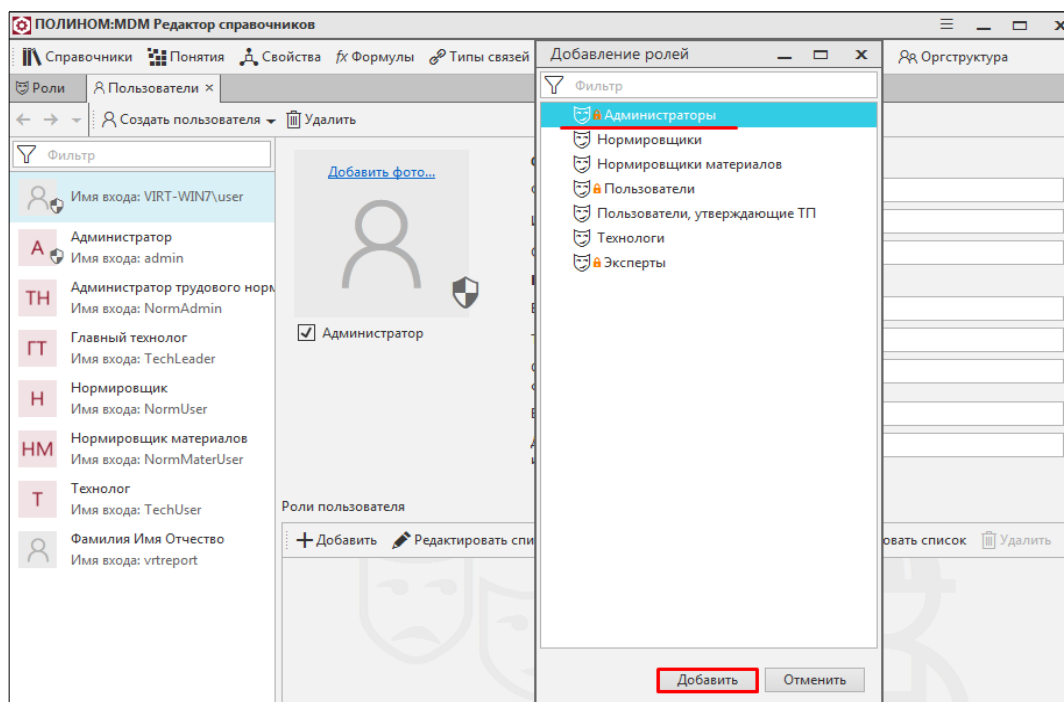 ПОЛИНОМ:MDM Редактор справочников
Справочники Понятия Свойства fx Формулы Типы связей
Оргструктура
Роли Пользователи ×
Создать пользователя Удалить
Фильтр
Имя входа: VIRT-WIN7\user
Администратор
Имя входа: admin
Администратор трудового норм
Имя входа: NormAdmin
Главный технолог
Имя входа: TechLeader
Нормировщик
Имя входа: NormUser
Нормировщик материалов
Имя входа: NormMaterUser
Технолог
Имя входа: TechUser
Фамилия Имя Отчество
Имя входа: vrtreport
А
ТН
ГТ
Н
НМ
Т
Добавить фото...
Администратор
Роли пользователя
Добавить Редактировать спи
овать список Удалить
Добавление ролей
Фильтр
Администраторы
Нормировщики
Нормировщики материалов
Пользователи
Пользователи, утверждающие ТП
Технологи
Эксперты
Добавить Отменить